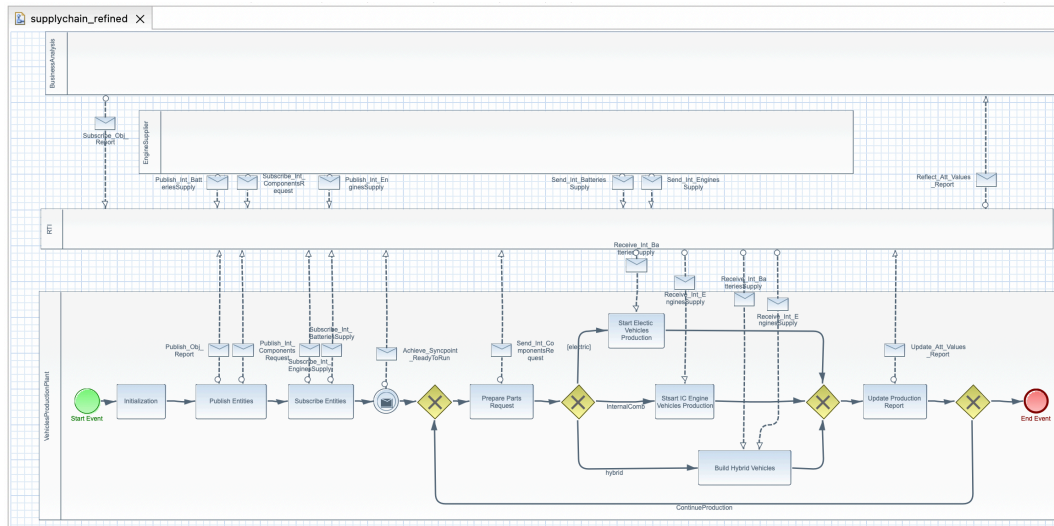 supplychain_refined
BusinessAnalysis
Subscribe_Obj_
Report
EngineSupplier
Publish_Int_Batt
eriesSupply
Subscribe_Int_
ComponentsR
equest
Publish_Int_En
ginesSupply
Send_Int_Batteries
Supply
Send_Int_Engines
Supply
Reflect_Att_Values
_Report
RTI
Receive_Int_Ba
tteriesSupply
Receive_Int_E
nginesSupply
Receive_Int_Ba
tteriesSupply
Receive_Int_E
nginesSupply
VehiclesProductionPlant
Publish_Obj_
Report
Publish_Int_
Components
Request
Subscribe_Int_
BatteriesSupply
Subscribe_Int_
EnginesSupply
Achieve_Syncpoint
_ReadyToRun
Send_Int_Co
mponentsRe
quest
Update_Att_Values
_Report
Start Electic
Vehicles
Production
[electric]
Start Event
Initialization
Publish Entities
Subscribe Entities
Prepare Parts
Request
InternalComb
Stsart IC Engine
Vehicles Production
Update Production
Report
End Event
hybrid
Build Hybrid Vehicles
ContinueProduction